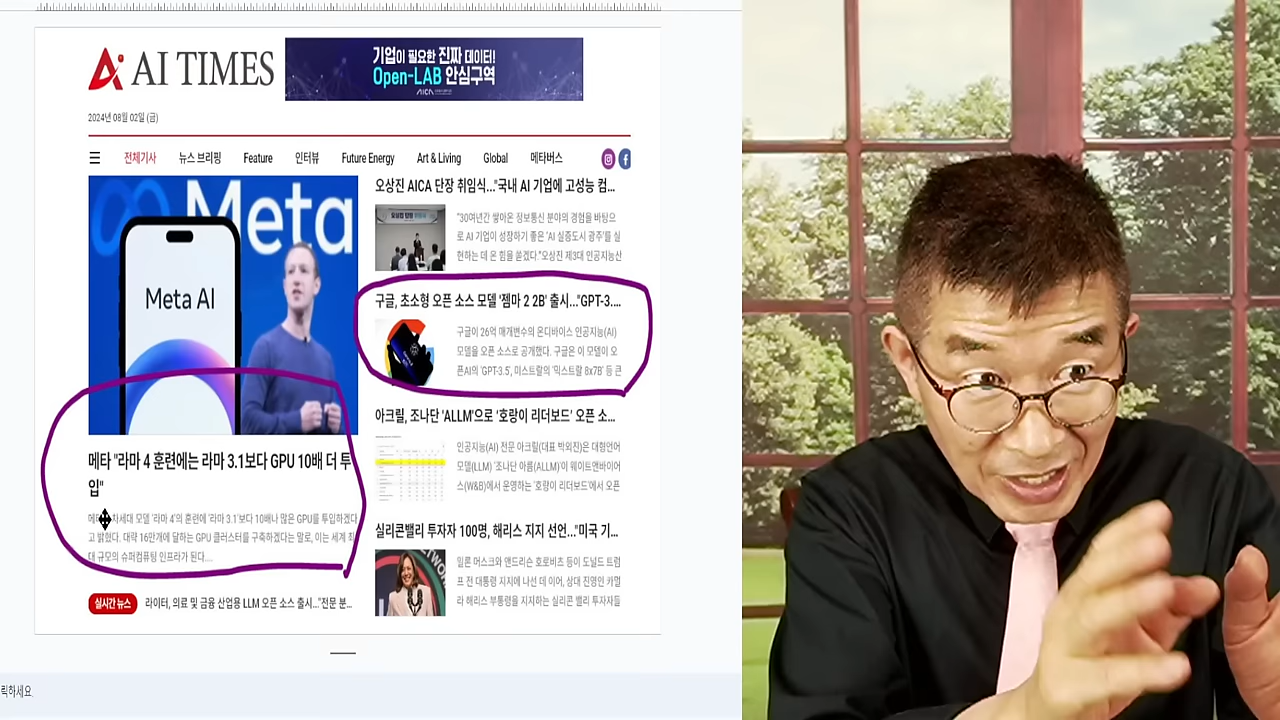 AI TIMES
기업이 필요한 진짜 데이터!
Open-LAB 안심구역
AICA
2024년 08월 02일 (금)
전체기사 뉴스 브리핑 Feature 인터뷰 Future Energy Art & Living Global 메타버스
Meta
Meta AI
메타 "라마 4 훈련에는 라마 3.1보다 GPU 10배 더 투
입"
차세대 모델 '라마 4'의 훈련에 '라마 3.1'보다 10배나 많은 GPU를 투입하겠다
고 밝혔다. 대략 16만개에 달하는 GPU 클러스터를 구축하겠다는 말로, 이는 세계 최
대 규모의 슈퍼컴퓨팅 인프라가 된다....
실시간 뉴스 라이터, 의료 및 금융 산업용 LLM 오픈 소스 출시..."전문 분...
오상진 AICA 단장 취임식..."국내 AI 기업에 고성능 컴...
"30여년간 쌓아온 정보통신 분야의 경험을 바탕으
로 AI 기업이 성장하기 좋은 'AI 실증도시 광주'를 실
현하는 데 온 힘을 쏟겠다."오상진 제3대 인공지능산
구글, 초소형 오픈 소스 모델 '젬마 2 2B' 출시..."GPT-3....
구글이 26억 매개변수의 온디바이스 인공지능(AI)
모델을 오픈 소스로 공개했다. 구글은 이 모델이 오
픈AI의 'GPT-3.5', 미스트랄의 '믹스트랄 8x7B' 등 큰
아크릴, 조나단 'ALLM'으로 '호랑이 리더보드' 오픈 소...
인공지능(AI) 전문 아크릴(대표 박외진)은 대형언어
모델(LLM) '조나단 아름(ALLM)이 웨이트앤바이어
스(W&B)에서 운영하는 '호랑이 리더보드'에서 오픈
실리콘밸리 투자자 100명, 해리스 지지 선언..."미국 기...
일론 머스크와 앤드리슨 호로비츠 등이 도널드 트럼
프 전 대통령 지지에 나선 데 이어, 상대 진영인 카멀
라 해리스 부통령을 지지하는 실리콘 밸리 투자자들
릭하세요.